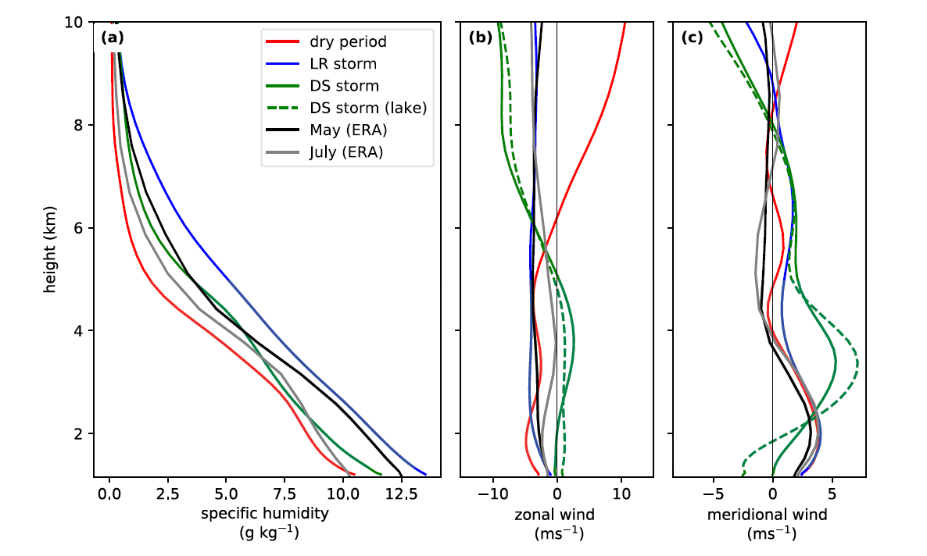 (a)
(b)
(c)
dry period
LR storm
DS storm
DS storm (lake)
May (ERA)
July (ERA)
height (km)
10
8
6
4
2
0.0 2.5 5.0 7.5 10.0 12.5
−10 0 10
−5 0 5
specific humidity
(g kg⁻¹)
zonal wind
(ms⁻¹)
meridional wind
(ms⁻¹)